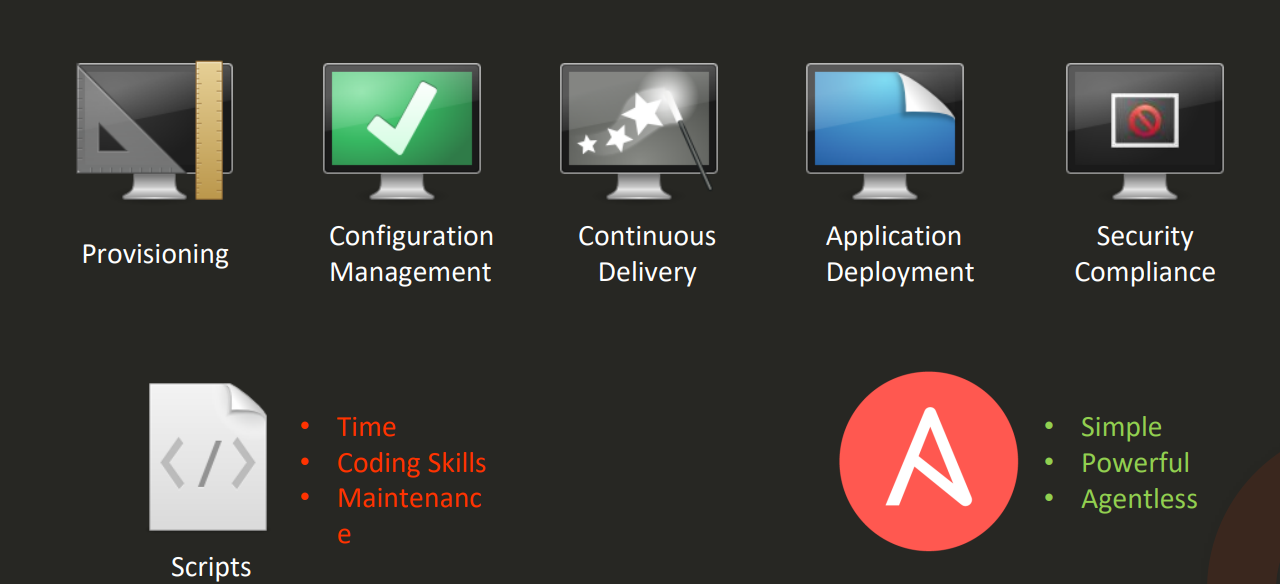 Provisioning
Configuration
Management
Continuous
Delivery
Application
Deployment
Security
Compliance
</>
• Time
• Coding Skills
• Maintenanc
e
Scripts
• Simple
• Powerful
• Agentless